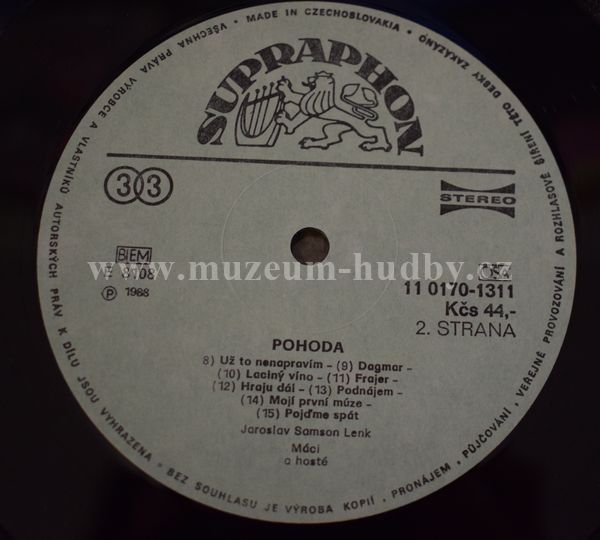 VŠECHNA PRÁVA VÝROBCE A VLASTNÍKŮ AUTORSKÝCH PRÁV K DÍLU JSOU VYHRAZENA • BEZ SOUHLASU JE VÝROBA KOPIÍ, PRONÁJEM, PŮJČOVÁNÍ, VEŘEJNÉ PROVOZOVÁNÍ A ROZHLASOVÉ ŠÍŘENÍ TÉTO DESKY ZAKÁZÁNO • MADE IN CZECHOSLOVAKIA •
SUPRAPHON
33
STEREO
BIEM
OSA
www.muzeum-hudby.cz
℗ 1988
11 0170-1311
Kčs 44,-
2. STRANA
POHODA
8) Už to nenapravím - (9) Dagmar -
(10) Laciný víno - (11) Frajer -
(12) Hraju dál - (13) Podnájem -
(14) Mojí první múze -
(15) Pojďme spát
Jaroslav Samson Lenk
Máci
a hosté